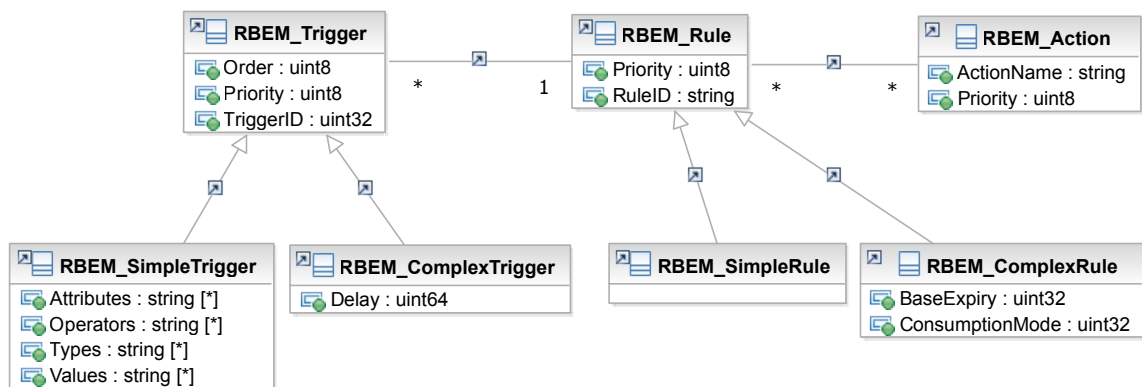 RBEM_Trigger
Order : uint8
Priority : uint8
TriggerID : uint32
* 1
RBEM_Rule
Priority : uint8
RuleID : string
* *
RBEM_Action
ActionName : string
Priority : uint8
RBEM_SimpleTrigger
Attributes : string [*]
Operators : string [*]
Types : string [*]
Values : string [*]
RBEM_ComplexTrigger
Delay : uint64
RBEM_SimpleRule
RBEM_ComplexRule
BaseExpiry : uint32
ConsumptionMode : uint32